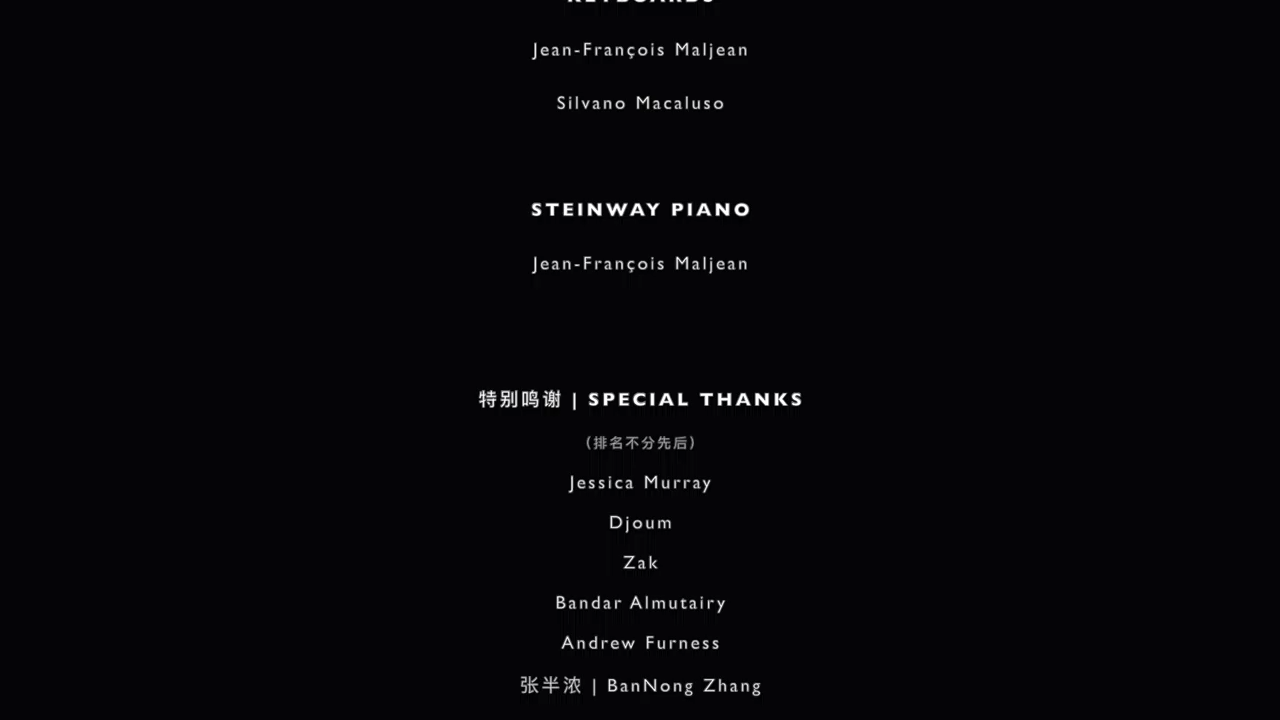 KEYBOARDS
Jean-François Maljean
Silvano Macaluso
STEINWAY PIANO
Jean-François Maljean
特别鸣谢 | SPECIAL THANKS
(排名不分先后)
Jessica Murray
Djoum
Zak
Bandar Almutairy
Andrew Furness
张半浓 | BanNong Zhang